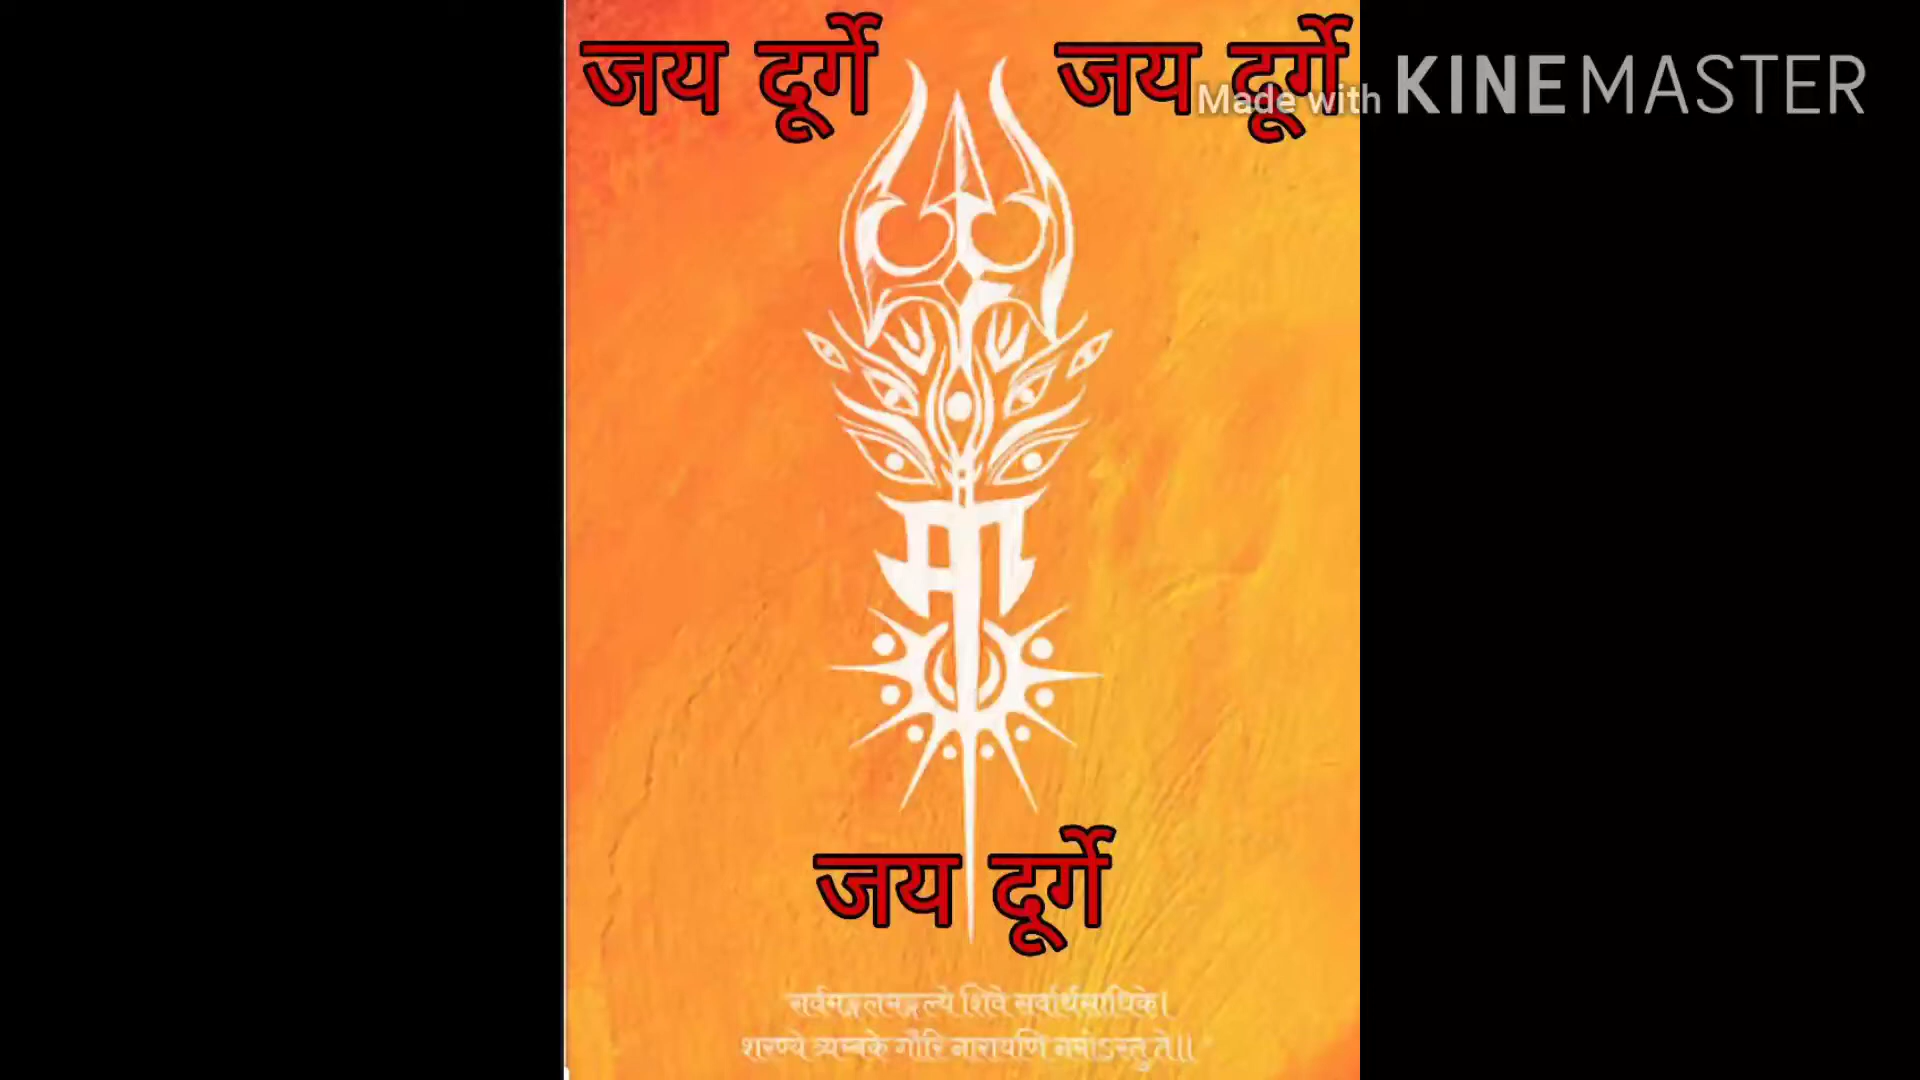 जय दूर्गे जय दूर्गे
Made with KINEMASTER
मा
जय दूर्गे
सर्वमङ्गलमङ्गल्ये शिवे सर्वार्थसाधिके।
शरण्ये त्र्यम्बके गौरि नारायणि नमोऽस्तु ते।।